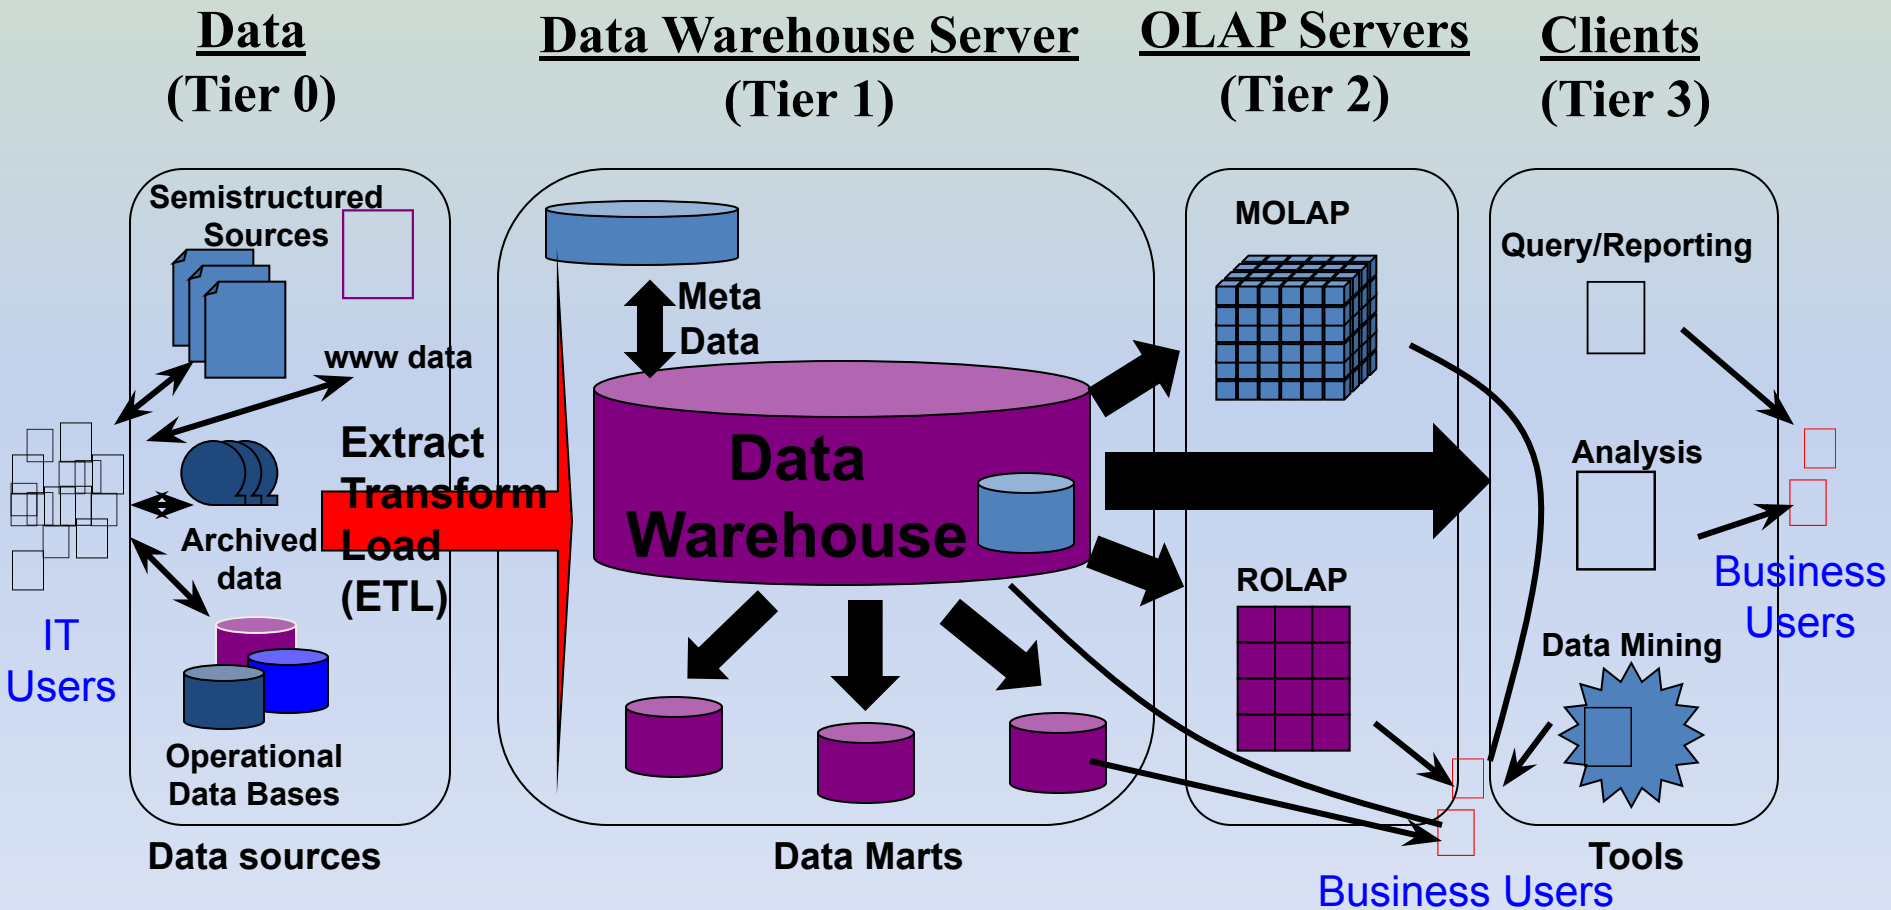 Data
(Tier 0)
Data Warehouse Server
(Tier 1)
OLAP Servers
(Tier 2)
Clients
(Tier 3)
Semistructured
Sources
www data
Archived
data
Operational
Data Bases
Data sources
IT
Users
Extract
Transform
Load
(ETL)
Meta
Data
Data
Warehouse
Data Marts
MOLAP
ROLAP
Query/Reporting
Analysis
Data Mining
Tools
Business
Users
Business Users